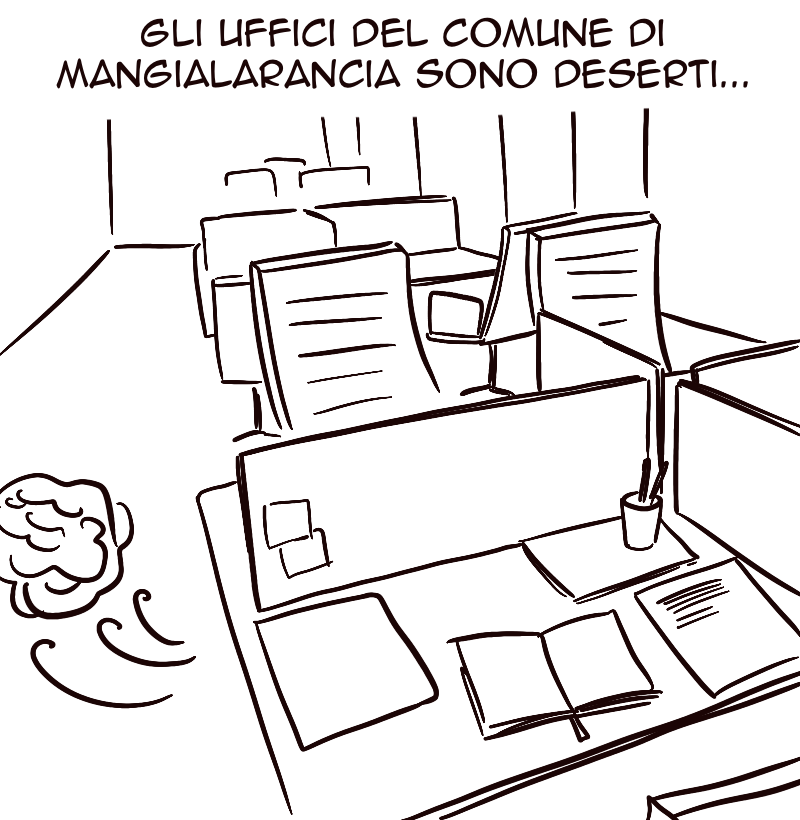 GLI UFFICI DEL COMUNE DI
MANGIALARANCIA SONO DESERTI...